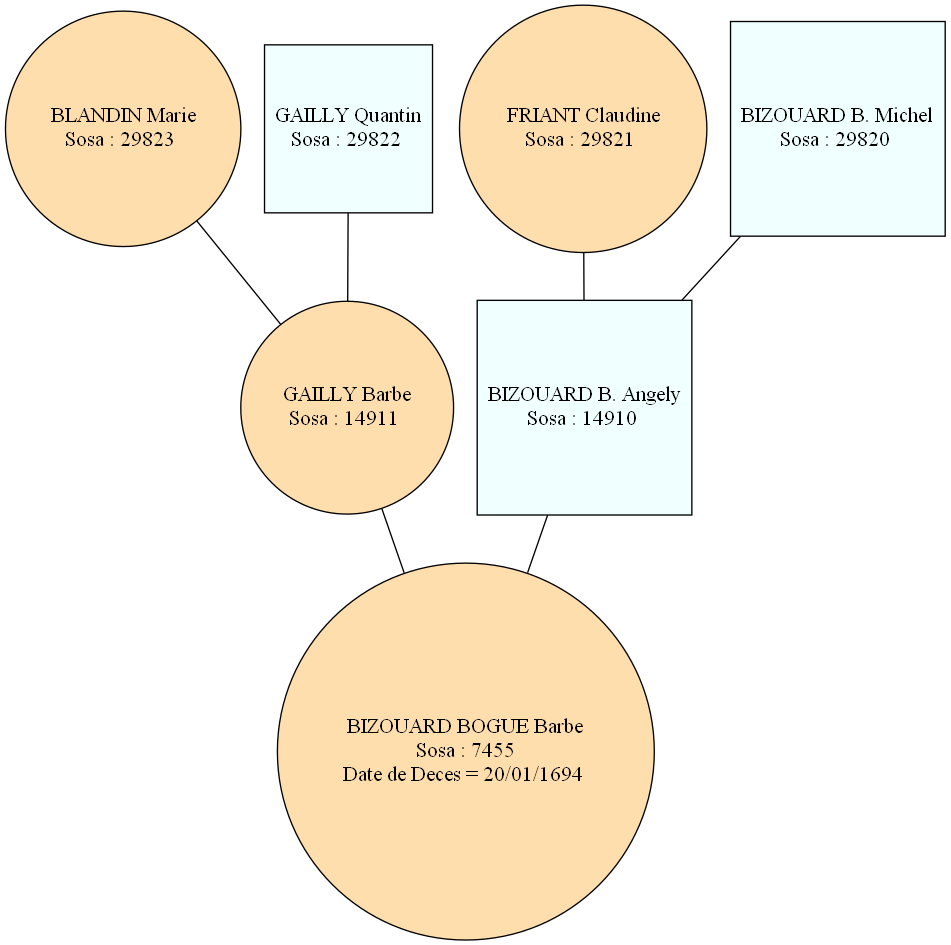 BLANDIN Marie
Sosa : 29823
GAILLY Quantin
Sosa : 29822
FRIANT Claudine
Sosa : 29821
BIZOUARD B. Michel
Sosa : 29820
GAILLY Barbe
Sosa : 14911
BIZOUARD B. Angely
Sosa : 14910
BIZOUARD BOGUE Barbe
Sosa : 7455
Date de Deces = 20/01/1694